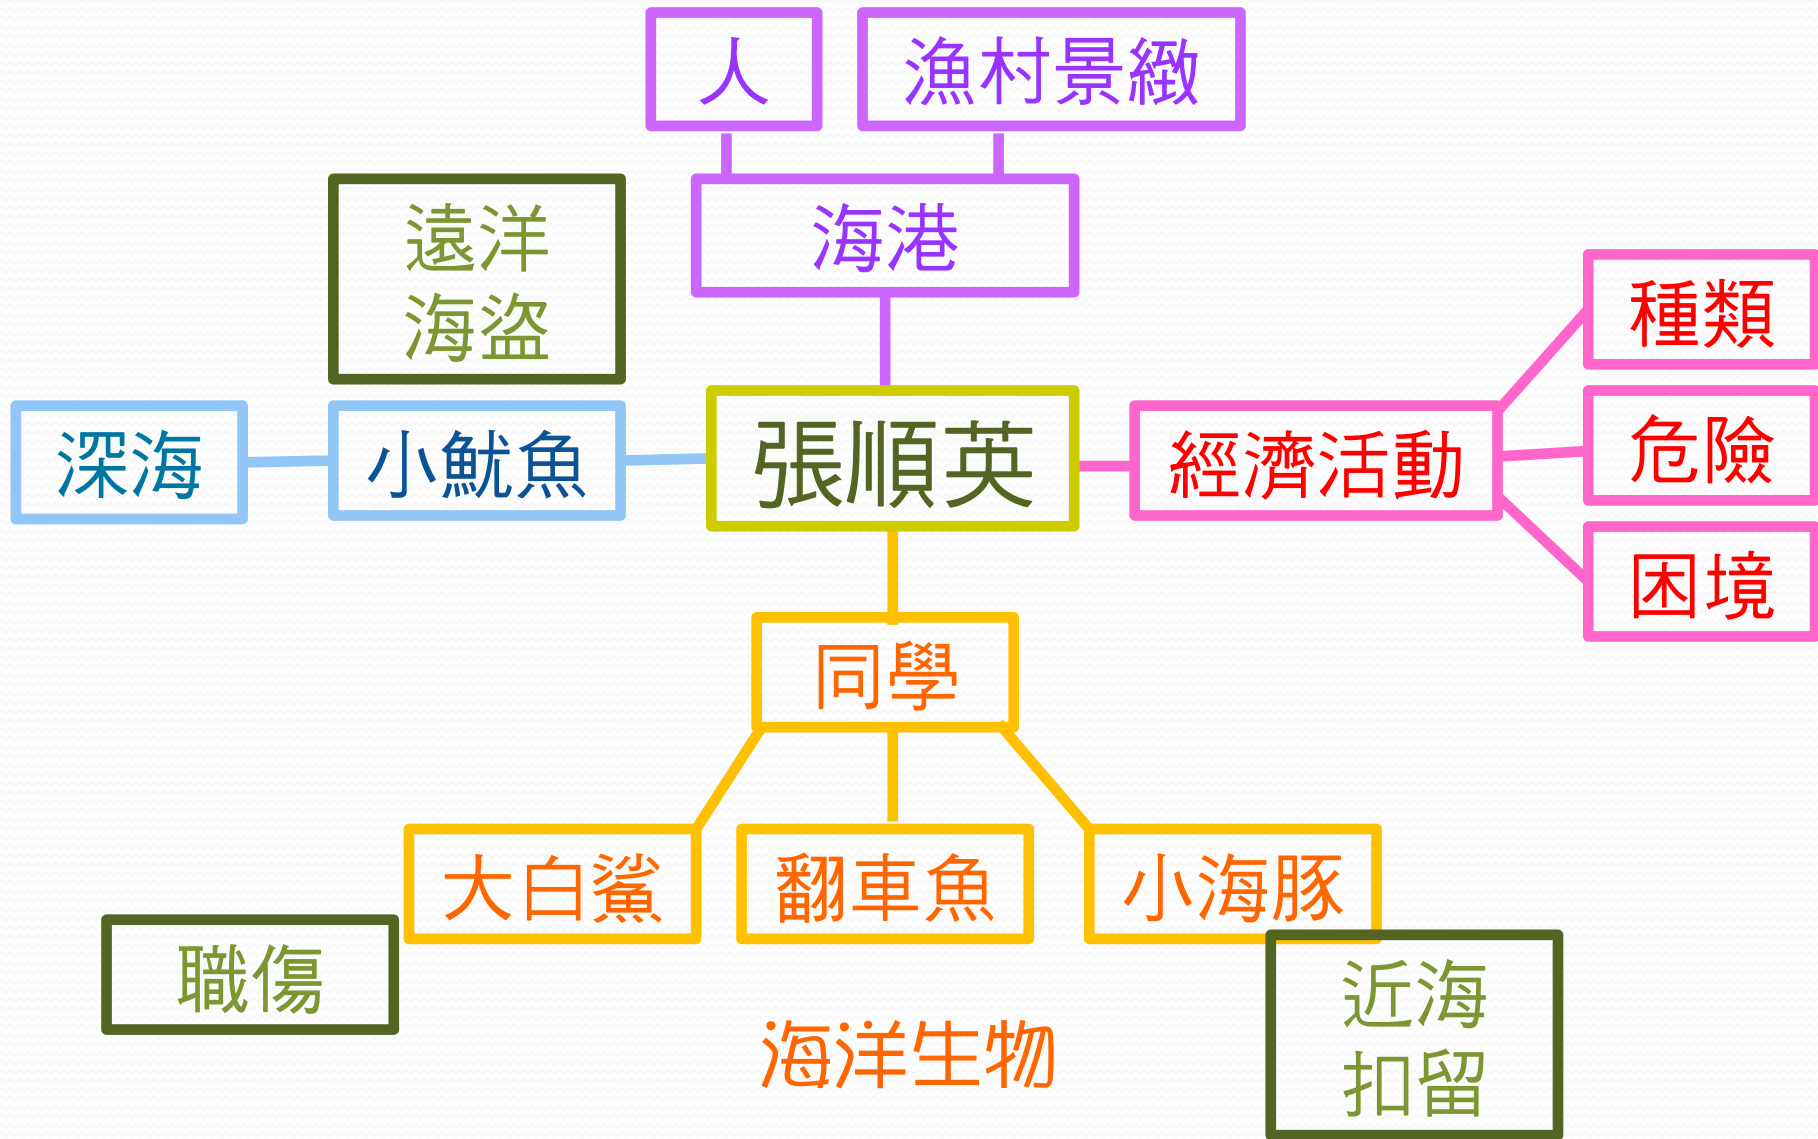 人
漁村景緻
遠洋
海盜
海港
種類
深海
小魷魚
張順英
經濟活動
危險
困境
同學
大白鯊
翻車魚
小海豚
職傷
近海
扣留
海洋生物